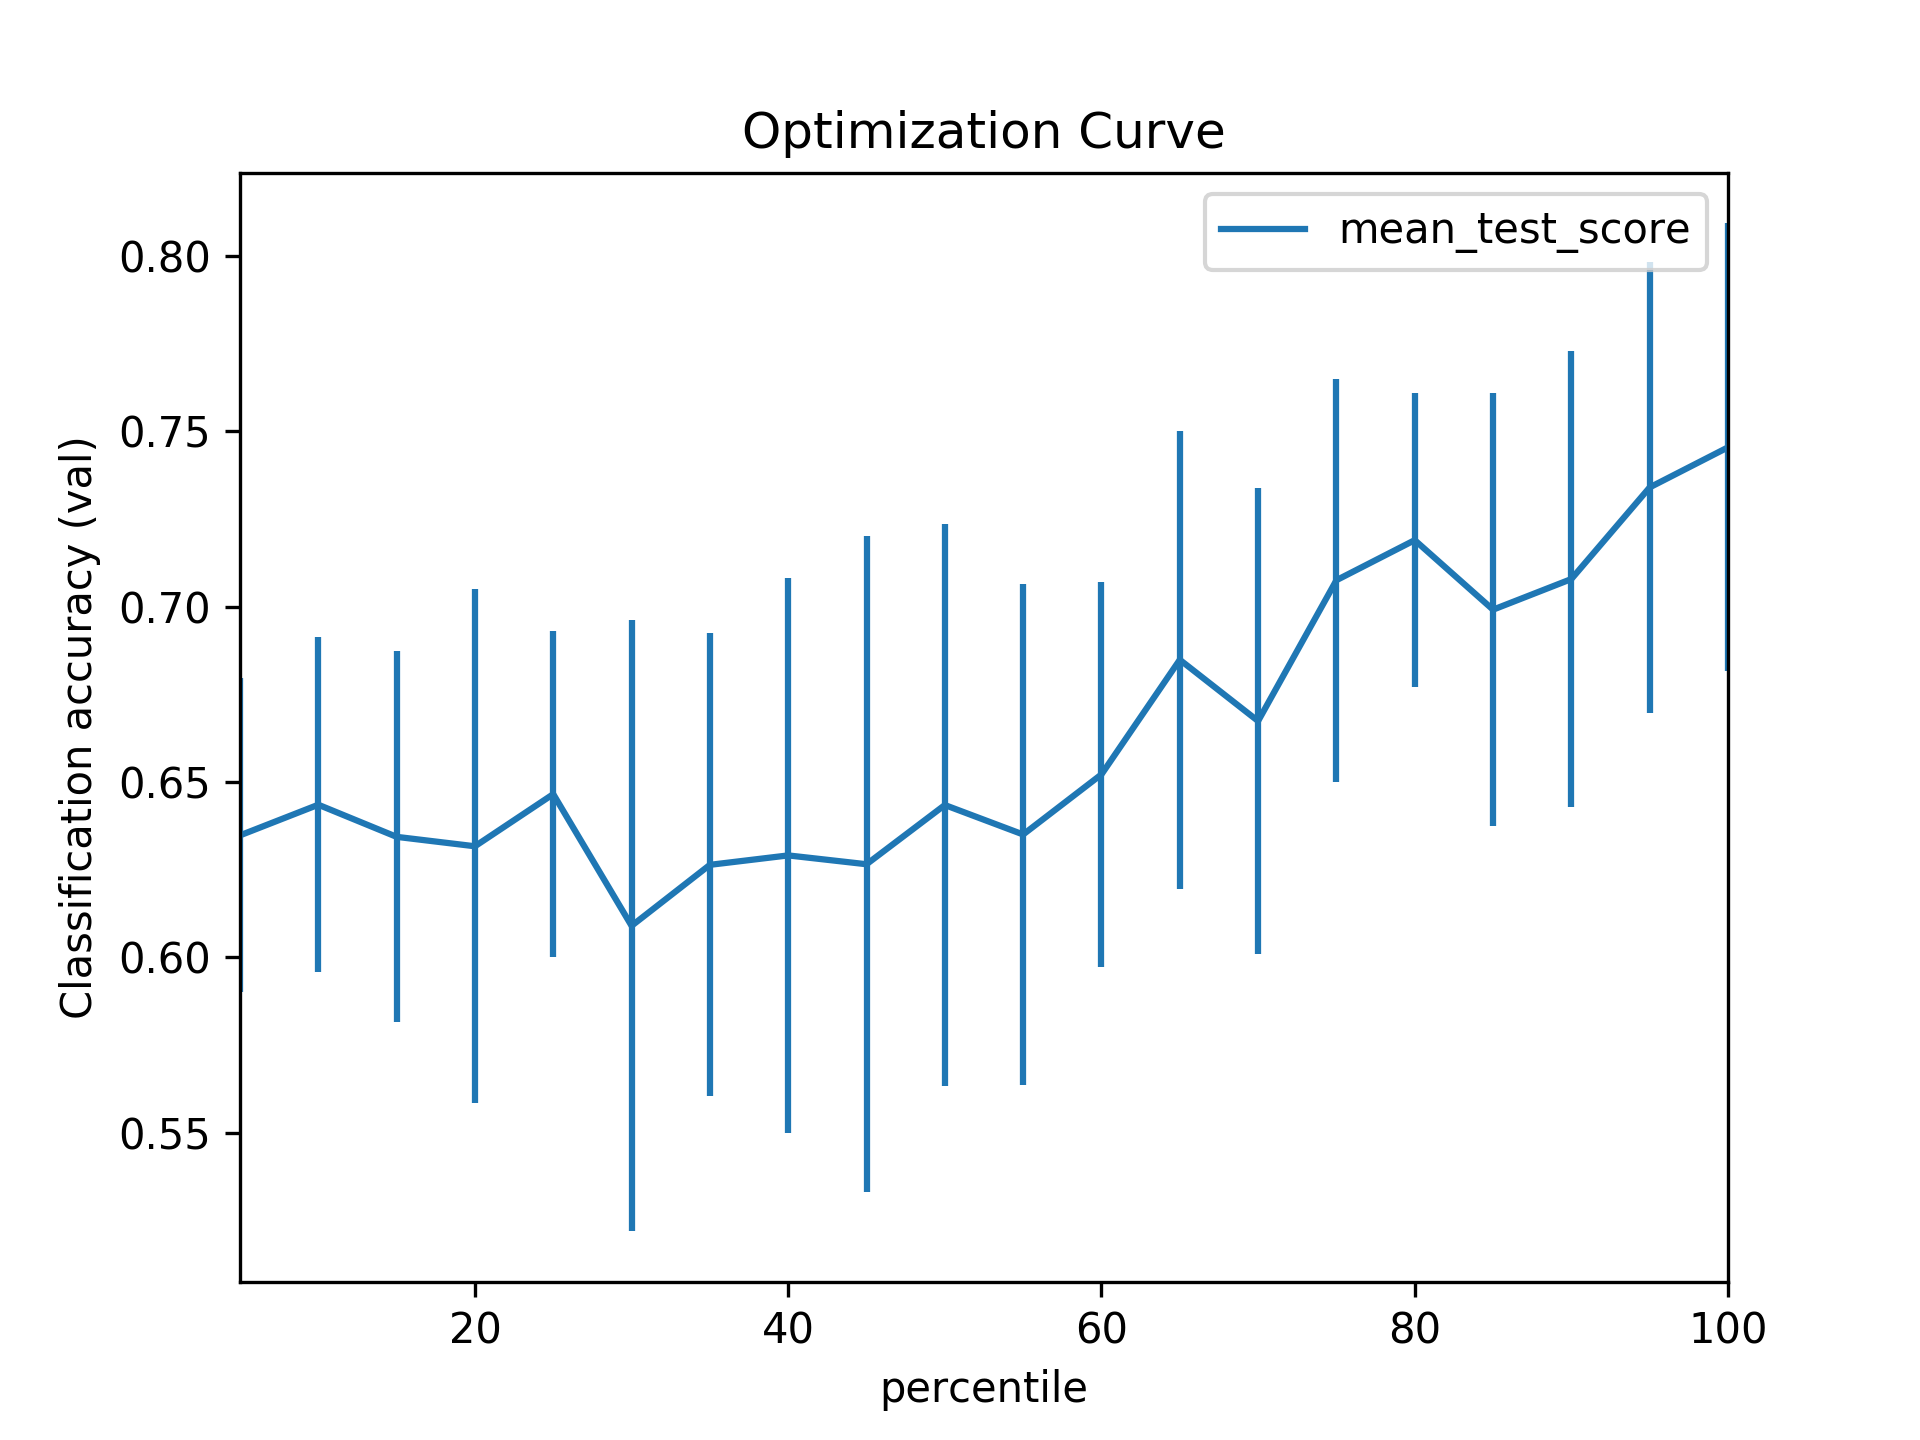 Optimization Curve
mean_test_score
0.80
0.75
0.70
0.65
0.60
0.55
Classification accuracy (val)
20 40 60 80 100
percentile